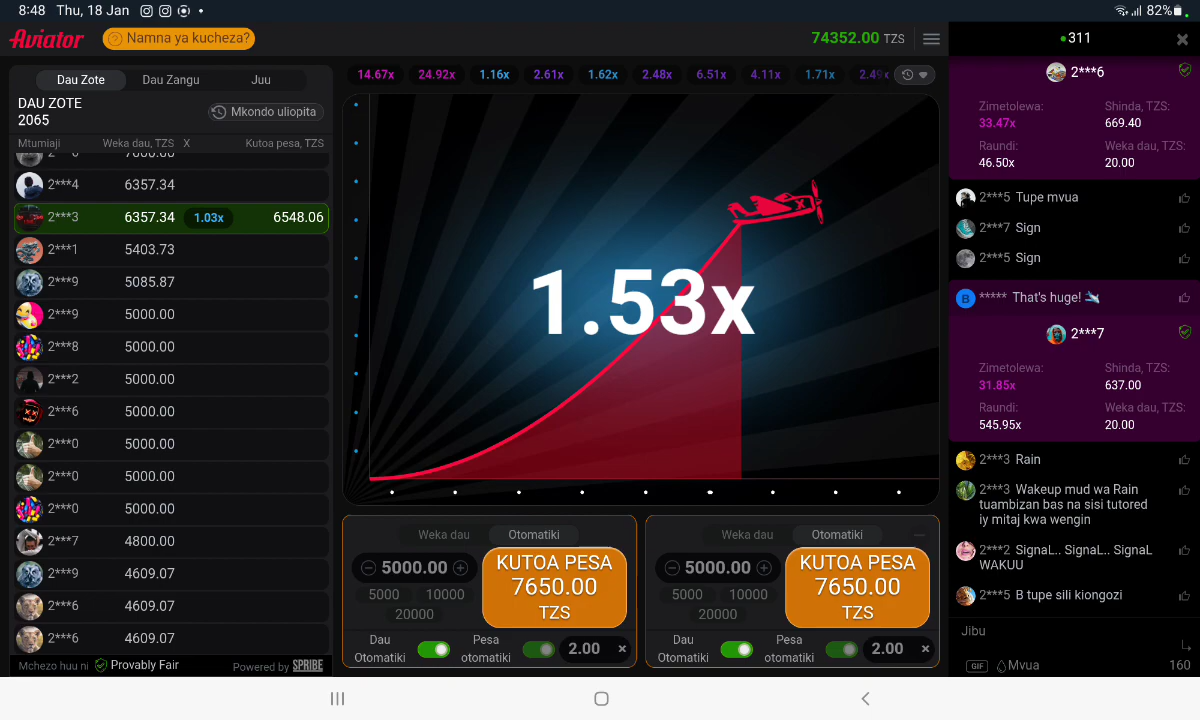 8:48 Thu, 18 Jan
82%
Aviator
Namna ya kucheza?
74352.00 TZS
311
Dau Zote Dau Zangu Juu
DAU ZOTE
2065
Mkondo uliopita
Mtumiaji Weka dau, TZS X Kutoa pesa, TZS
2***4 6357.34
2***3 6357.34 1.03x 6548.06
2***1 5403.73
2***9 5085.87
2***9 5000.00
2***8 5000.00
2***2 5000.00
2***6 5000.00
2***0 5000.00
2***0 5000.00
2***0 5000.00
2***7 4800.00
2***9 4609.07
2***6 4609.07
2***6 4609.07
Mchezo huu ni Provably Fair Powered by SPRIBE
14.67x 24.92x 1.16x 2.61x 1.62x 2.48x 6.51x 4.11x 1.71x 2.49x
1.53x
Weka dau Otomatiki
5000.00
5000 10000
20000
KUTOA PESA
7650.00
TZS
Dau
Otomatiki
Pesa
otomatiki
2.00
Weka dau Otomatiki
5000.00
5000 10000
20000
KUTOA PESA
7650.00
TZS
Dau
Otomatiki
Pesa
otomatiki
2.00
2***6
Zimetolewa: Shinda, TZS:
33.47x 669.40
Raundi: Weka dau, TZS:
46.50x 20.00
2***5 Tupe mvua
2***7 Sign
2***5 Sign
B ***** That's huge!
2***7
Zimetolewa: Shinda, TZS:
31.85x 637.00
Raundi: Weka dau, TZS:
545.95x 20.00
2***3 Rain
2***3 Wakeup mud wa Rain
tuambizan bas na sisi tutored
iy mitaj kwa wengin
2***2 SignaL.. SignaL.. SignaL
WAKUU
2***5 B tupe sili kiongozi
Jibu
GIF Mvua 160